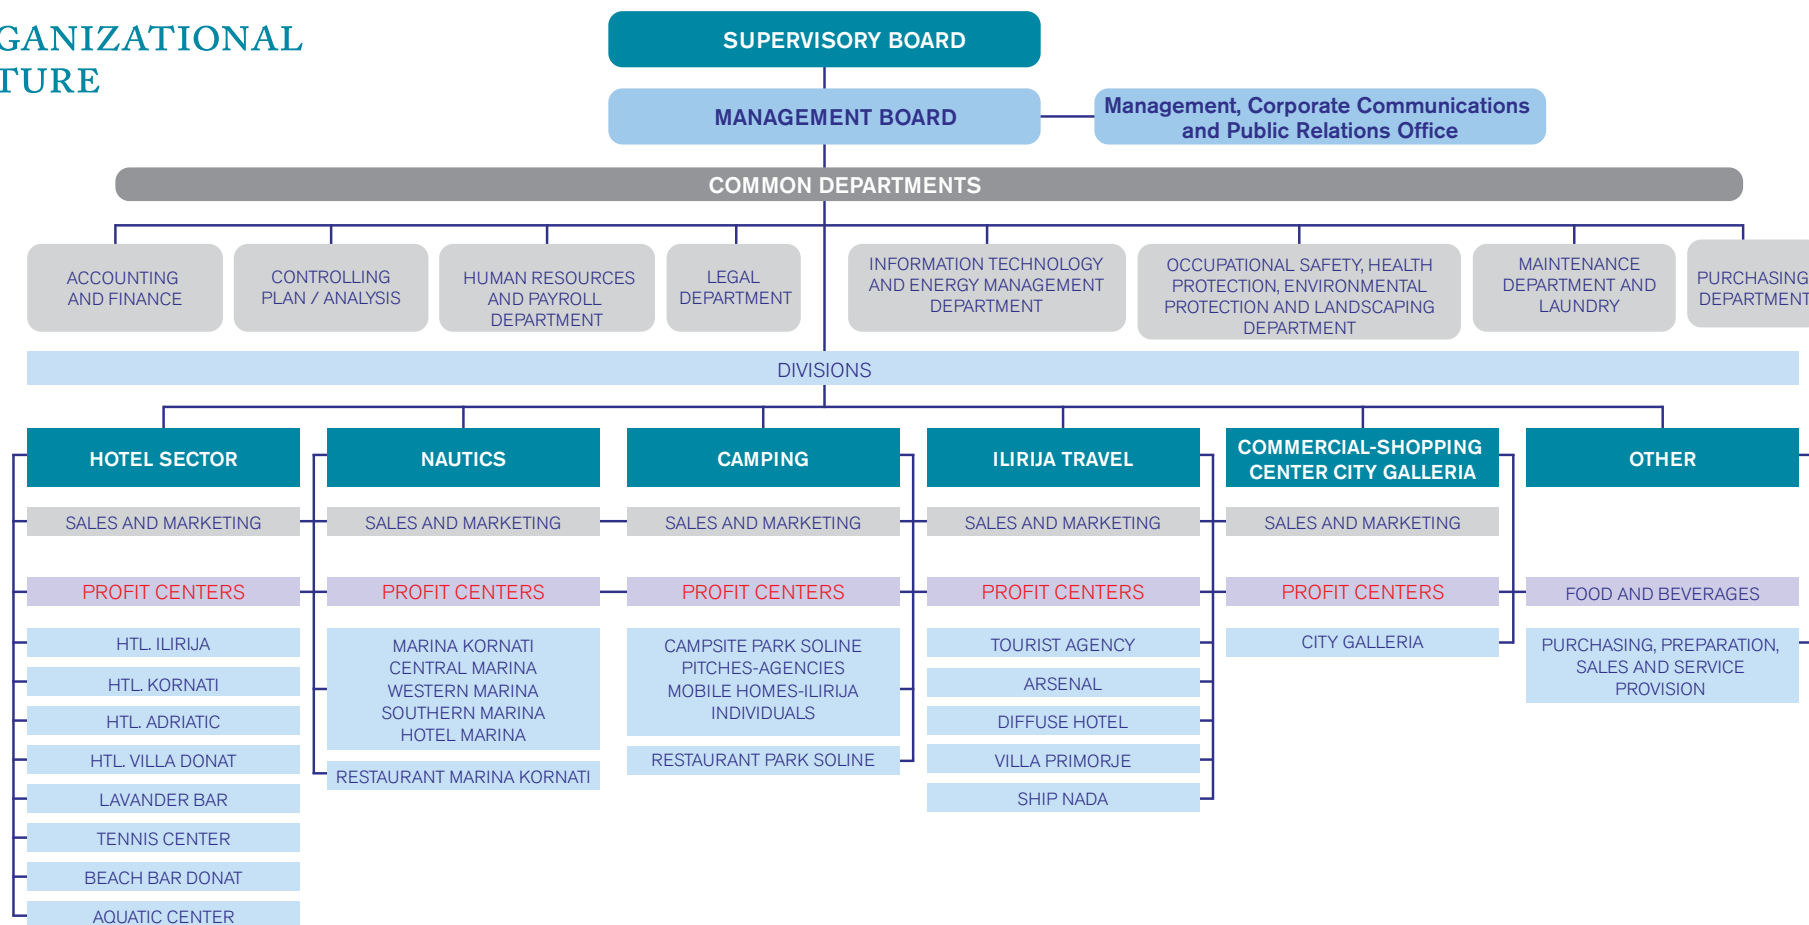 GANIZATIONAL
TURE
SUPERVISORY BOARD
MANAGEMENT BOARD
Management, Corporate Communications
and Public Relations Office
COMMON DEPARTMENTS
ACCOUNTING
AND FINANCE
CONTROLLING
PLAN / ANALYSIS
HUMAN RESOURCES
AND PAYROLL
DEPARTMENT
LEGAL
DEPARTMENT
INFORMATION TECHNOLOGY
AND ENERGY MANAGEMENT
DEPARTMENT
OCCUPATIONAL SAFETY, HEALTH
PROTECTION, ENVIRONMENTAL
PROTECTION AND LANDSCAPING
DEPARTMENT
MAINTENANCE
DEPARTMENT AND
LAUNDRY
PURCHASING
DEPARTMENT
DIVISIONS
HOTEL SECTOR
SALES AND MARKETING
PROFIT CENTERS
HTL. ILIRIJA
HTL. KORNATI
HTL. ADRIATIC
HTL. VILLA DONAT
LAVANDER BAR
TENNIS CENTER
BEACH BAR DONAT
AQUATIC CENTER
NAUTICS
SALES AND MARKETING
PROFIT CENTERS
MARINA KORNATI
CENTRAL MARINA
WESTERN MARINA
SOUTHERN MARINA
HOTEL MARINA
RESTAURANT MARINA KORNATI
CAMPING
SALES AND MARKETING
PROFIT CENTERS
CAMPSITE PARK SOLINE
PITCHES-AGENCIES
MOBILE HOMES-ILIRIJA
INDIVIDUALS
RESTAURANT PARK SOLINE
ILIRIJA TRAVEL
SALES AND MARKETING
PROFIT CENTERS
TOURIST AGENCY
ARSENAL
DIFFUSE HOTEL
VILLA PRIMORJE
SHIP NADA
COMMERCIAL-SHOPPING
CENTER CITY GALLERIA
SALES AND MARKETING
PROFIT CENTERS
CITY GALLERIA
OTHER
FOOD AND BEVERAGES
PURCHASING, PREPARATION,
SALES AND SERVICE
PROVISION